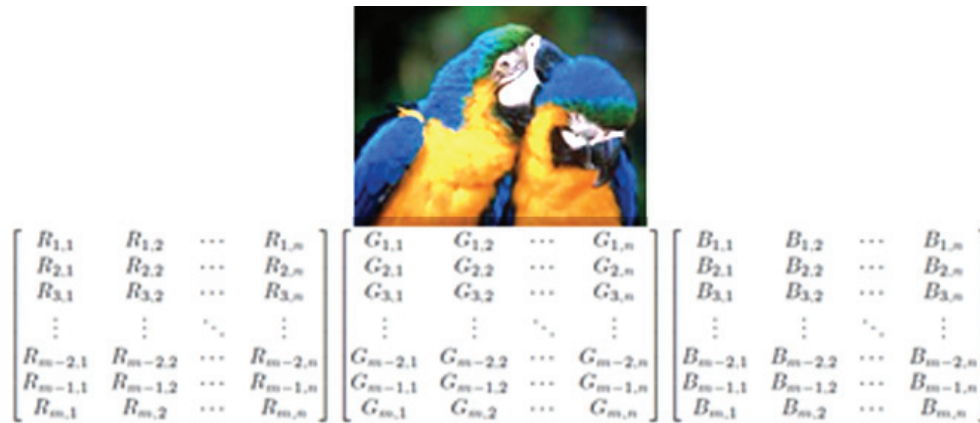 R1,1 R1,2 ⋯ R1,n G1,1 G1,2 ⋯ G1,n B1,1 B1,2 ⋯ B1,n
R2,1 R2,2 ⋯ R2,n G2,1 G2,2 ⋯ G2,n B2,1 B2,2 ⋯ B2,n
R3,1 R3,2 ⋯ R3,n G3,1 G3,2 ⋯ G3,n B3,1 B3,2 ⋯ B3,n
⋮ ⋮ ⋱ ⋮ ⋮ ⋮ ⋱ ⋮ ⋮ ⋮ ⋱ ⋮
Rm−2,1 Rm−2,2 ⋯ Rm−2,n Gm−2,1 Gm−2,2 ⋯ Gm−2,n Bm−2,1 Bm−2,2 ⋯ Bm−2,n
Rm−1,1 Rm−1,2 ⋯ Rm−1,n Gm−1,1 Gm−1,2 ⋯ Gm−1,n Bm−1,1 Bm−1,2 ⋯ Bm−1,n
Rm,1 Rm,2 ⋯ Rm,n Gm,1 Gm,2 ⋯ Gm,n Bm,1 Bm,2 ⋯ Bm,n